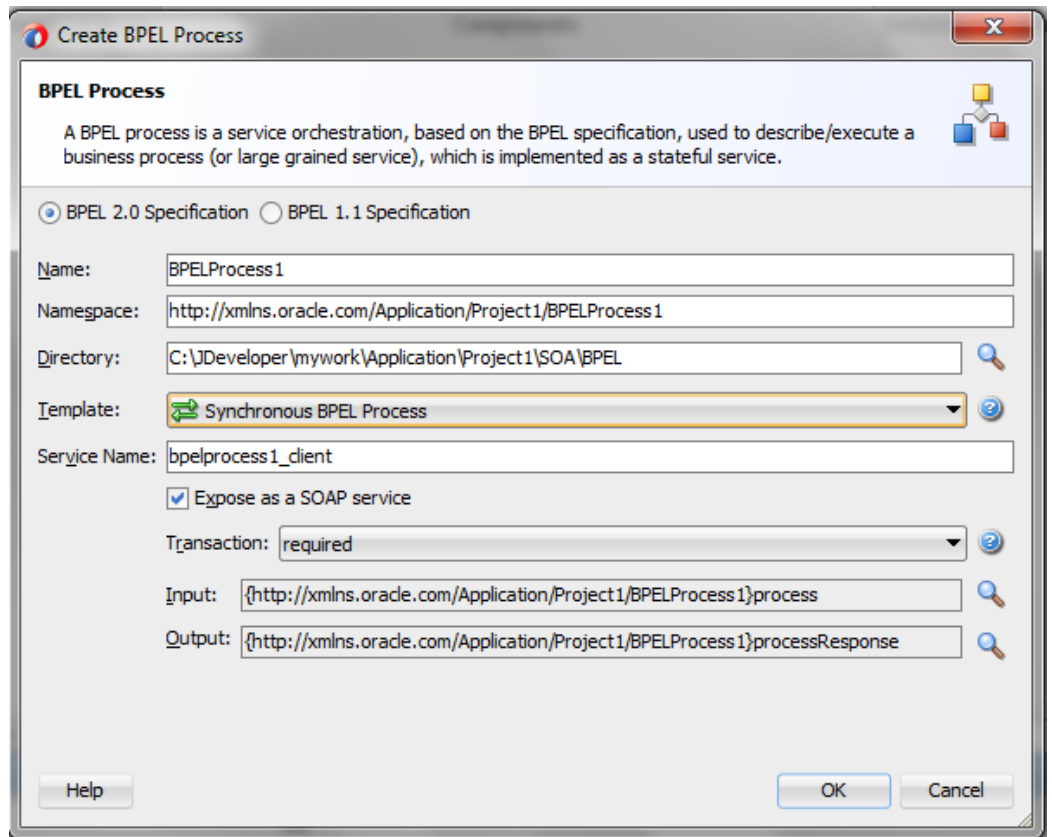 Create BPEL Process
BPEL Process
A BPEL process is a service orchestration, based on the BPEL specification, used to describe/execute a
business process (or large grained service), which is implemented as a stateful service.
BPEL 2.0 Specification BPEL 1.1 Specification
Name: BPELProcess1
Namespace: http://xmlns.oracle.com/Application/Project1/BPELProcess1
Directory: C:\JDeveloper\mywork\Application\Project1\SOA\BPEL
Template: Synchronous BPEL Process
Service Name: bpelprocess1_client
Expose as a SOAP service
Transaction: required
Input: {http://xmlns.oracle.com/Application/Project1/BPELProcess1}process
Output: {http://xmlns.oracle.com/Application/Project1/BPELProcess1}processResponse
Help OK Cancel